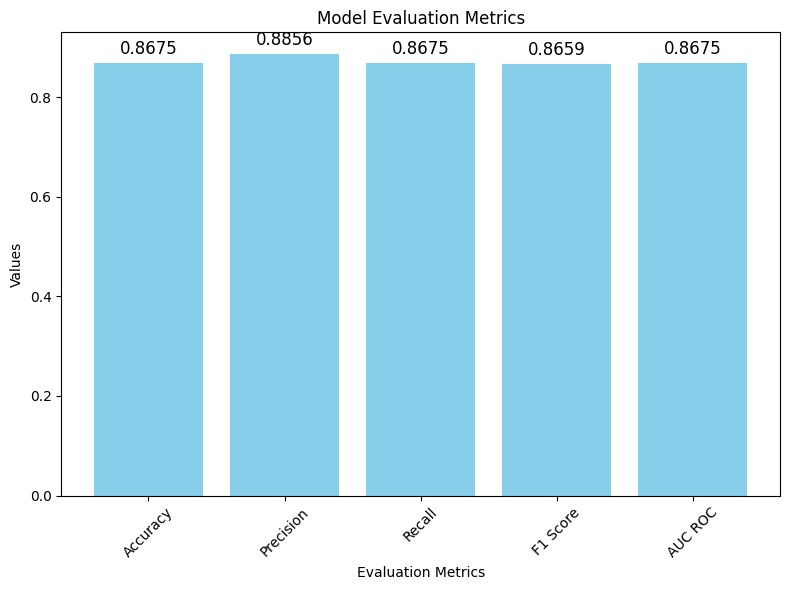 Model Evaluation Metrics
0.8675
0.8856
0.8675
0.8659
0.8675
Values
0.8
0.6
0.4
0.2
0.0
Accuracy
Precision
Recall
F1 Score
AUC ROC
Evaluation Metrics